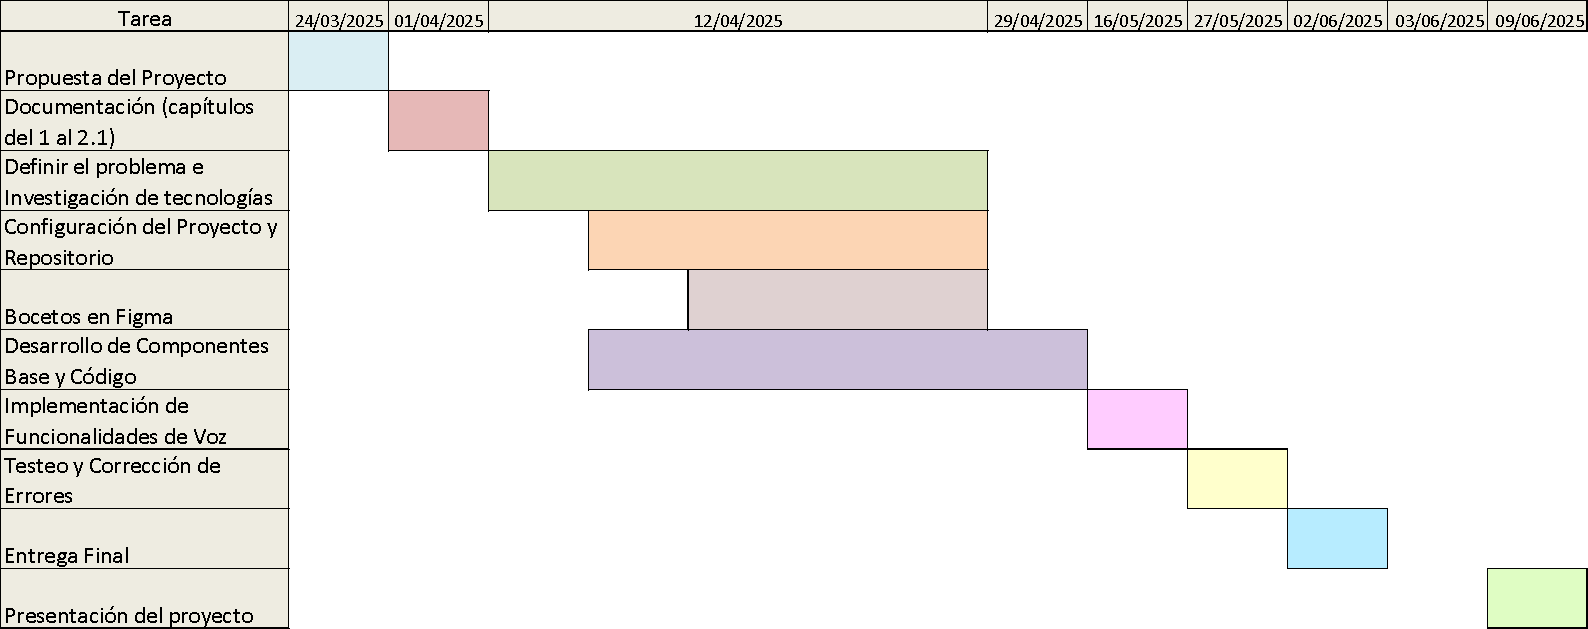 Tarea 24/03/2025 01/04/2025 12/04/2025 29/04/2025 16/05/2025 27/05/2025 02/06/2025 03/06/2025 09/06/2025
Propuesta del Proyecto
Documentación (capítulos
del 1 al 2.1)
Definir el problema e
Investigación de tecnologías
Configuración del Proyecto y
Repositorio
Bocetos en Figma
Desarrollo de Componentes
Base y Código
Implementación de
Funcionalidades de Voz
Testeo y Corrección de
Errores
Entrega Final
Presentación del proyecto